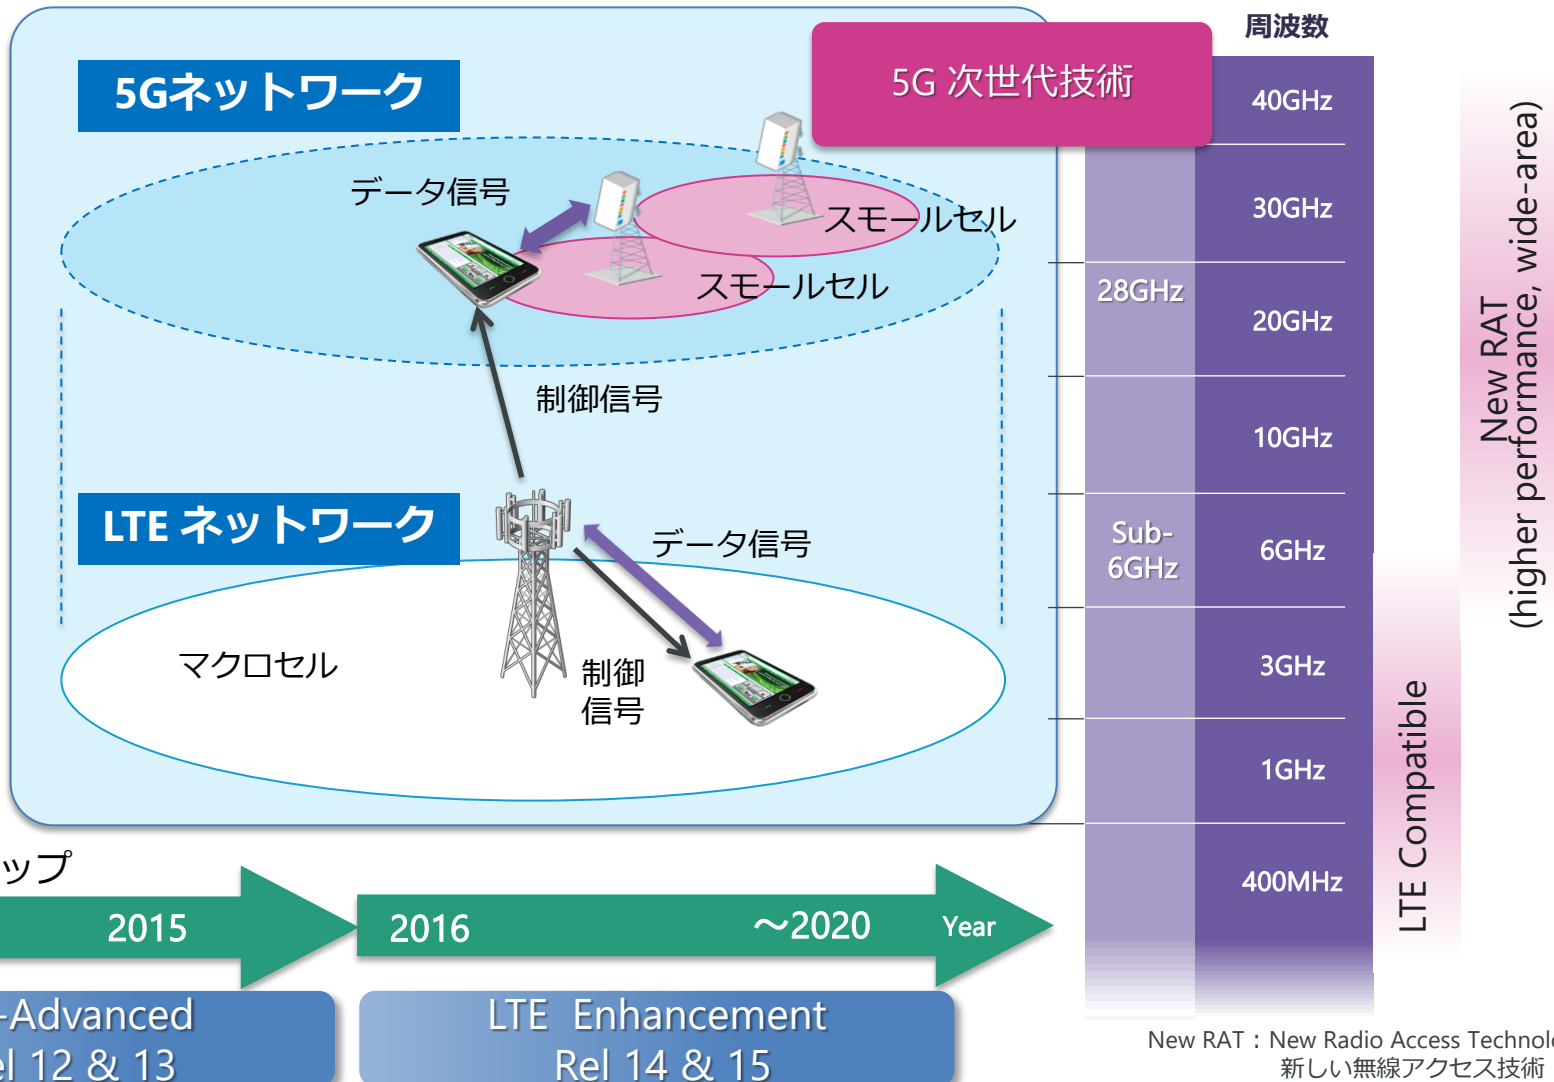 周波数
5Gネットワーク
5G 次世代技術
40GHz
データ信号
スモールセル
30GHz
スモールセル
28GHz
20GHz
制御信号
10GHz
New RAT
(higher performance, wide-area)
LTE ネットワーク
データ信号
Sub-
6GHz
6GHz
マクロセル
制御
信号
3GHz
1GHz
LTE Compatible
400MHz
ップ
2015
2016
～2020
Year
-Advanced
el 12 & 13
LTE Enhancement
Rel 14 & 15
New RAT：New Radio Access Technolo
新しい無線アクセス技術